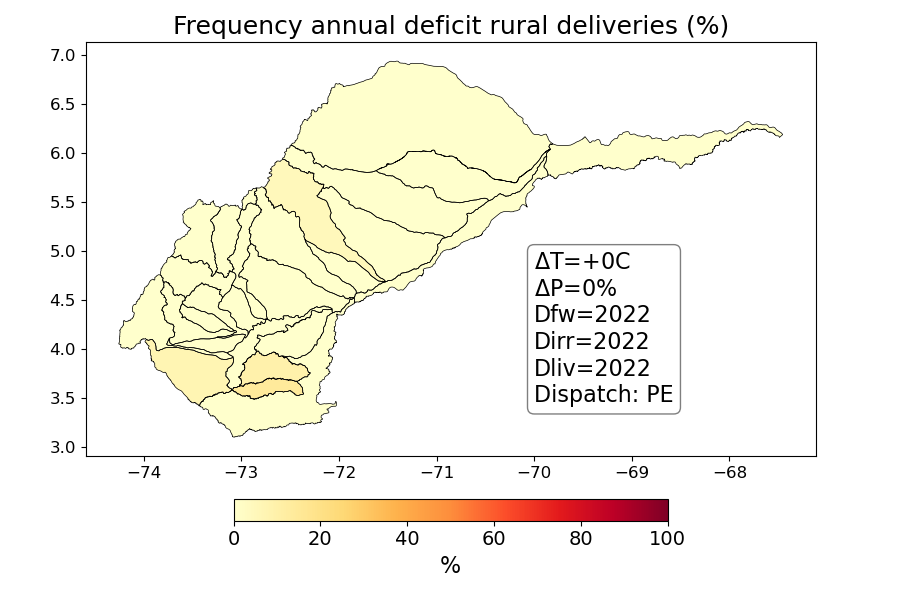 Frequency annual deficit rural deliveries (%)
7.0
6.5
6.0
5.5
5.0
4.5
4.0
3.5
3.0
ΔT=+0C
ΔP=0%
Dfw=2022
Dirr=2022
Dliv=2022
Dispatch: PE
−74 −73 −72 −71 −70 −69 −68
0 20 40 60 80 100
%